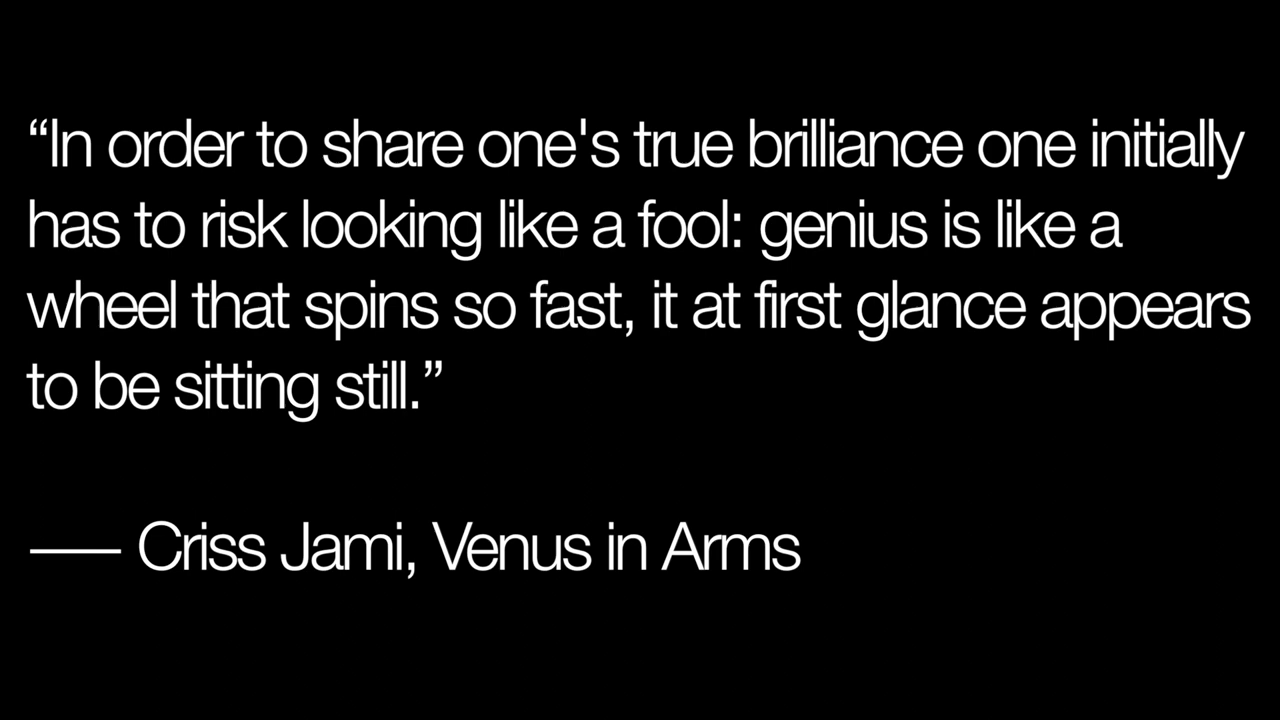 “In order to share one's true brilliance one initially
has to risk looking like a fool: genius is like a
wheel that spins so fast, it at first glance appears
to be sitting still.”
—– Criss Jami, Venus in Arms